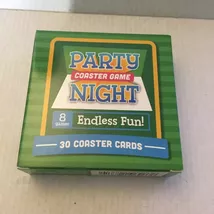 PARTY
COASTER GAME
NIGHT
8
Endless Fun!
30 COASTER CARDS